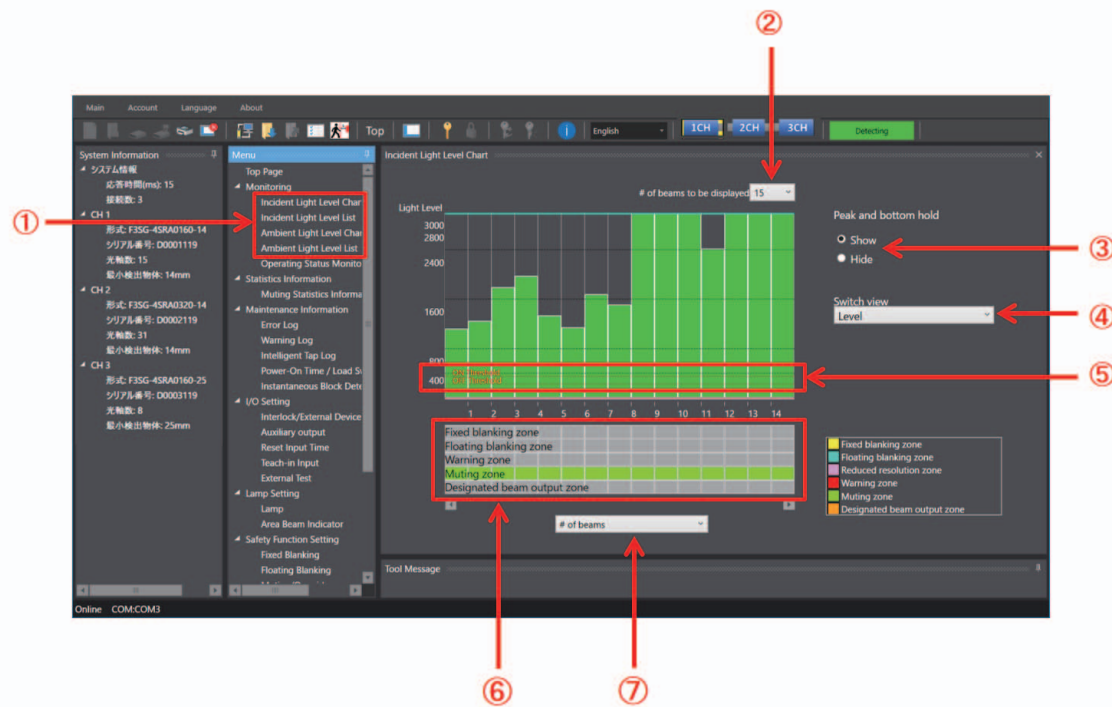 ②
Main Account Language About
Top English 1CH 2CH 3CH Detecting
System Information
システム情報
応答時間(ms): 15
接続数: 3
CH 1
形式: F3SG-4SRA0160-14
シリアル番号: D0001119
光軸数: 15
最小検出物体: 14mm
CH 2
形式: F3SG-4SRA0320-14
シリアル番号: D0002119
光軸数: 31
最小検出物体: 14mm
CH 3
形式: F3SG-4SRA0160-25
シリアル番号: D0003119
光軸数: 8
最小検出物体: 25mm
①
Menu
Top Page
Monitoring
Incident Light Level Char
Incident Light Level List
Ambient Light Level Char
Ambient Light Level List
Operating Status Monito
Statistics Information
Muting Statistics Informa
Maintenance Information
Error Log
Warning Log
Intelligent Tap Log
Power-On Time / Load Su
Instantaneous Block Dete
I/O Setting
Interlock/External Device
Auxiliary output
Reset Input Time
Teach-in Input
External Test
Lamp Setting
Lamp
Area Beam Indicator
Safety Function Setting
Fixed Blanking
Floating Blanking
Incident Light Level Chart
# of beams to be displayed 15
Light Level
3000
2800
2400
1600
800
400
1 2 3 4 5 6 7 8 9 10 11 12 13 14
Peak and bottom hold
Show
Hide
③
Switch view
Level
④
⑤
Fixed blanking zone
Floating blanking zone
Warning zone
Muting zone
Designated beam output zone
# of beams
Fixed blanking zone
Floating blanking zone
Reduced resolution zone
Warning zone
Muting zone
Designated beam output zone
Tool Message
Online COM:COM3
⑥ ⑦